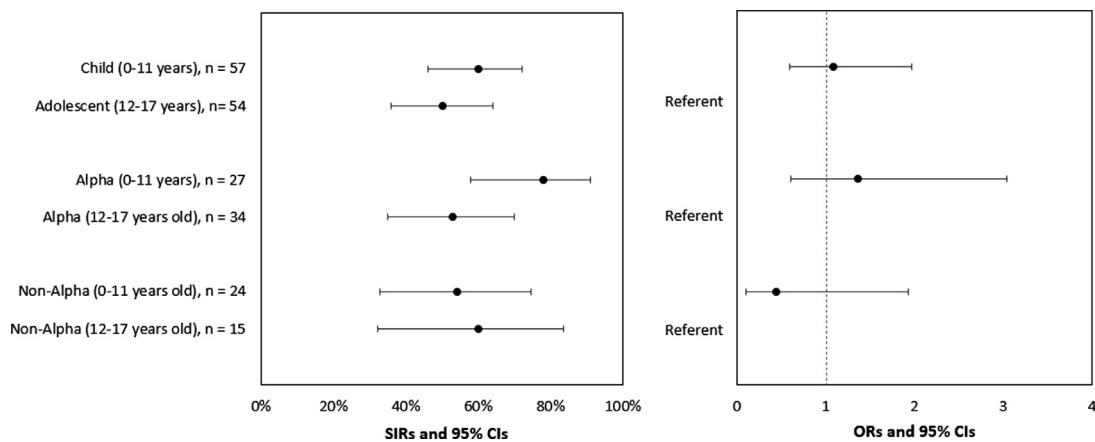 Child (0-11 years), n = 57
Adolescent (12-17 years), n= 54
Referent
Alpha (0-11 years), n = 27
Alpha (12-17 years old), n = 34
Referent
Non-Alpha (0-11 years old), n = 24
Non-Alpha (12-17 years old), n = 15
Referent
0% 20% 40% 60% 80% 100%
0 1 2 3 4
SIRs and 95% CIs
ORs and 95% CIs